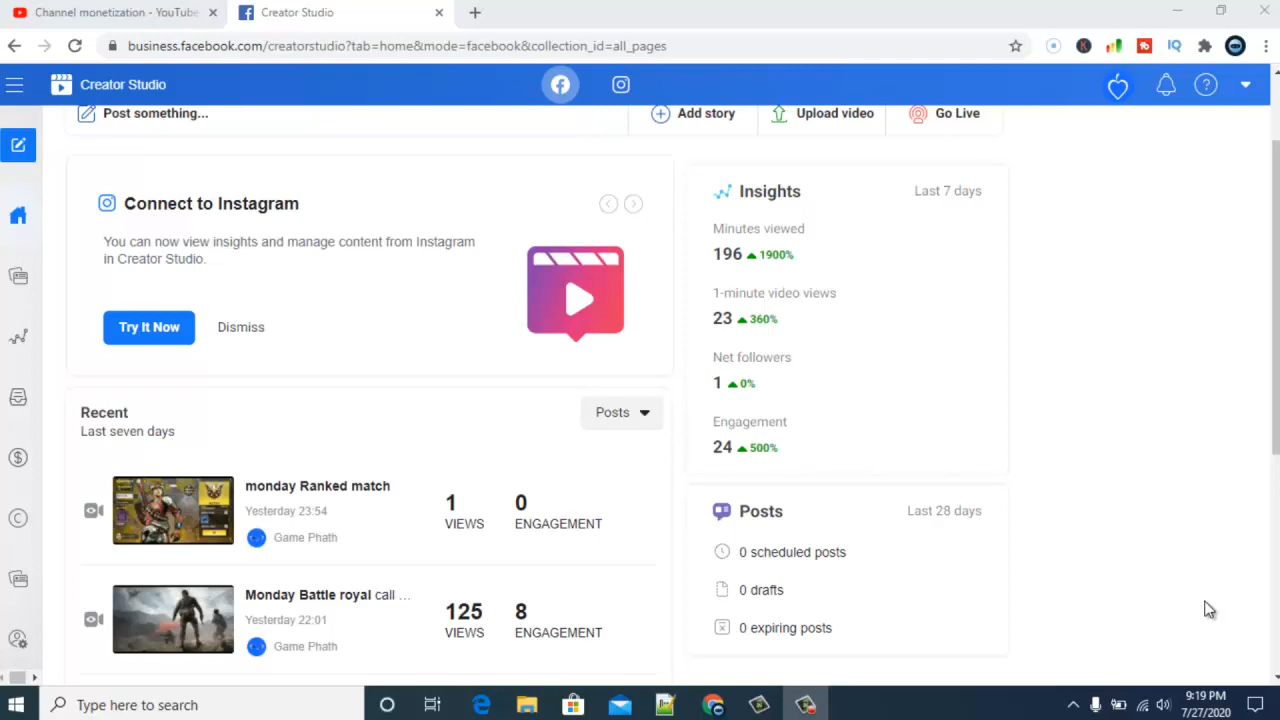 Channel monetization - YouTube
Creator Studio
business.facebook.com/creatorstudio?tab=home&mode=facebook&collection_id=all_pages
Creator Studio
Post something...
Add story
Upload video
Go Live
Connect to Instagram
You can now view insights and manage content from Instagram
in Creator Studio.
Try It Now
Dismiss
Insights
Last 7 days
Minutes viewed
196 1900%
1-minute video views
23 360%
Net followers
1 0%
Engagement
24 500%
Recent
Last seven days
Posts
monday Ranked match
Yesterday 23:54
Game Phath
1
VIEWS
0
ENGAGEMENT
Monday Battle royal call ...
Yesterday 22:01
Game Phath
125
VIEWS
8
ENGAGEMENT
Posts
Last 28 days
0 scheduled posts
0 drafts
0 expiring posts
Type here to search
9:19 PM
7/27/2020